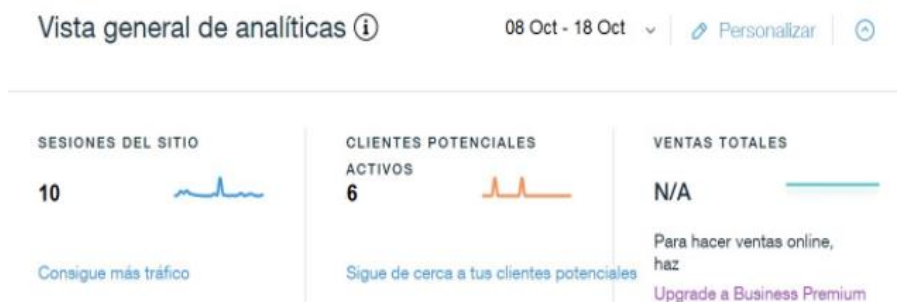 Vista general de analíticas
08 Oct - 18 Oct
Personalizar
SESIONES DEL SITIO
10
Consigue más tráfico
CLIENTES POTENCIALES
ACTIVOS
6
Sigue de cerca a tus clientes potenciales
VENTAS TOTALES
N/A
Para hacer ventas online,
haz
Upgrade a Business Premium